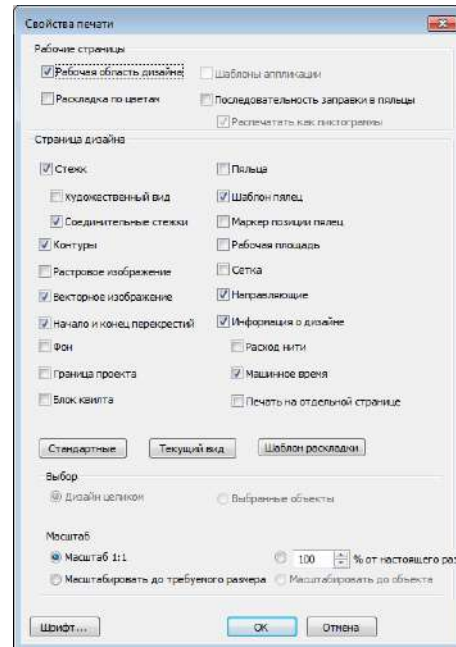 Свойства печати
Рабочие страницы
Рабочая область дизайна
Шаблоны аппликации
Раскладка по цветам
Последовательность заправки в пяльцы
Распечатать как пиктограммы
Страница дизайна
Стежк
Пяльца
Художественный вид
Шаблон пялец
Соединительные стежки
Маркер позиции пялец
Контуры
Рабочая площадь
Растровое изображение
Сетка
Векторное изображение
Направляющие
Начало и конец перекрестий
Информация о дизайне
Фон
Расход нити
Граница проекта
Машинное время
Блок квилта
Печать на отдельной странице
Стандартные
Текущий вид
Шаблон раскладки
Выбор
Дизайн целиком
Выбранные объекты
Масштаб
Масштаб 1:1
100 % от настоящего раз
Масштабировать до требуемого размера
Масштабировать до объекта
Шрифт...
OK
Отмена